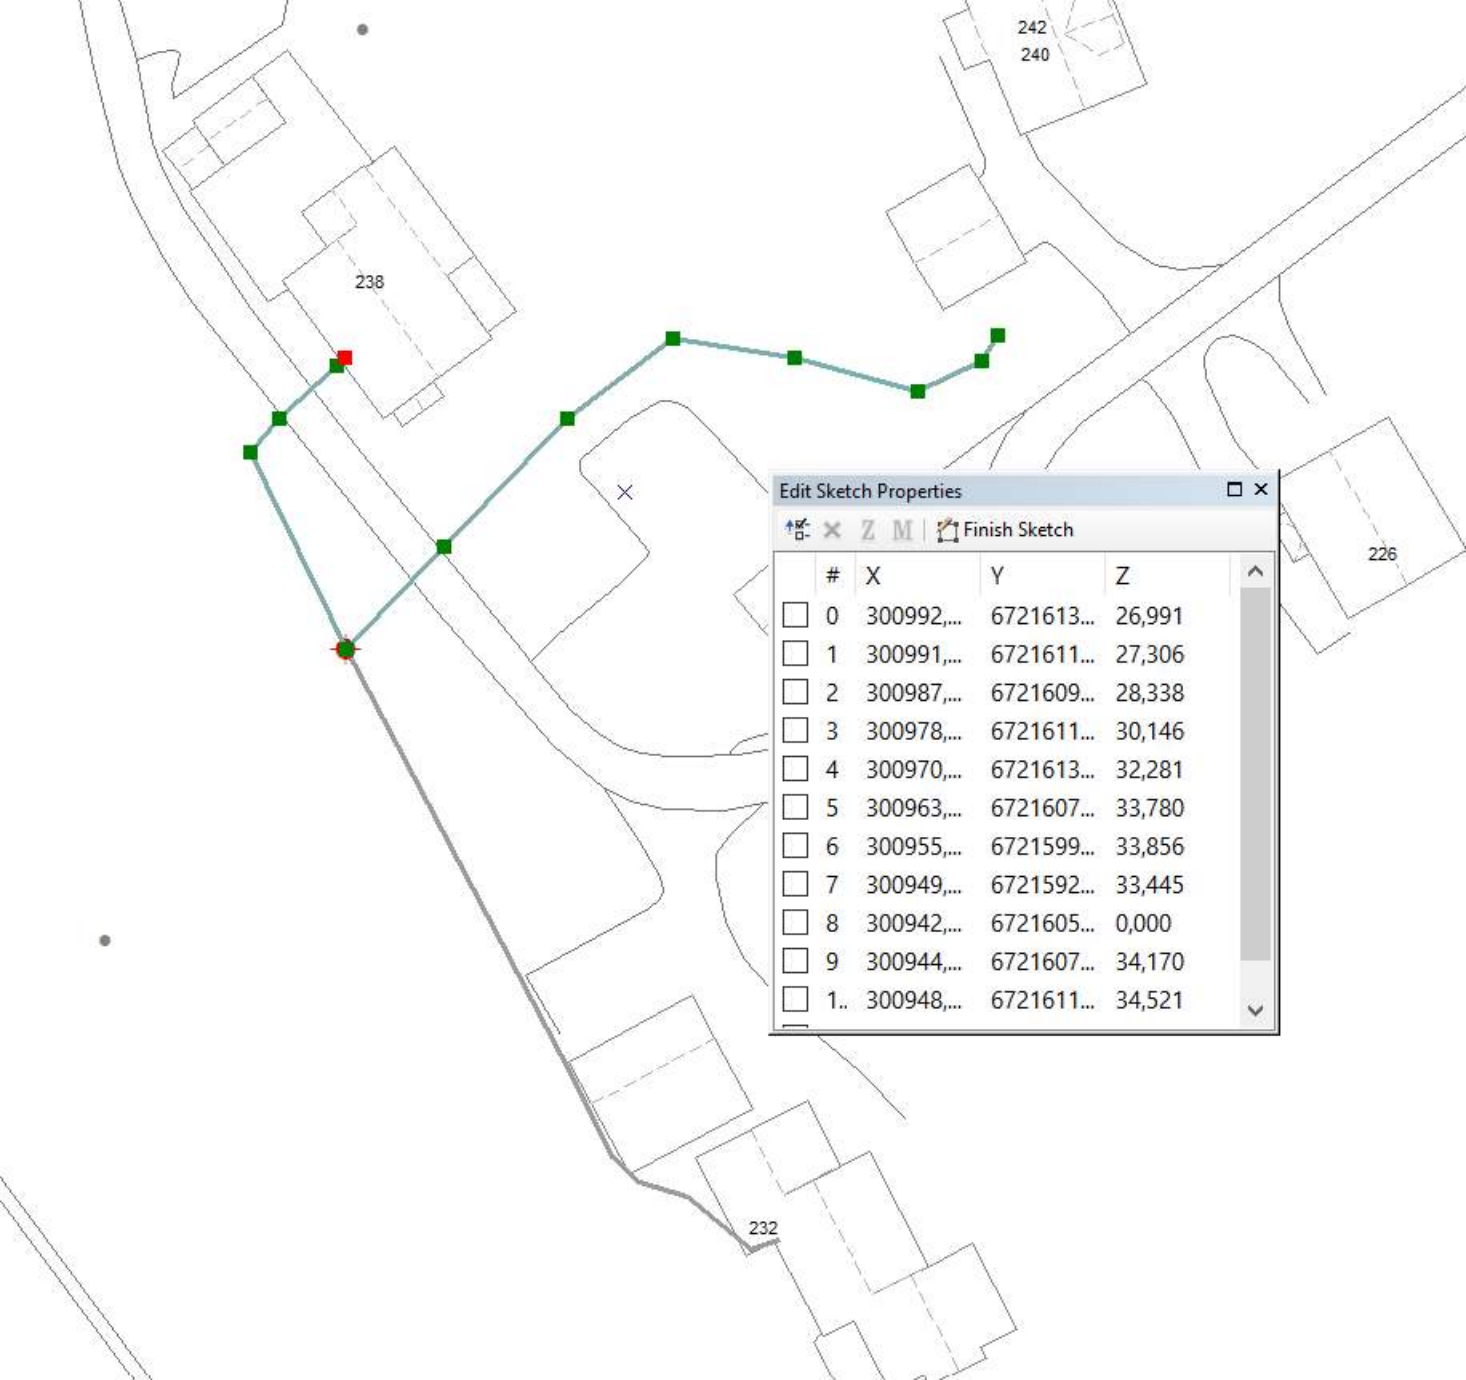 242
240
238
Edit Sketch Properties
Z M Finish Sketch
# X Y Z
0 300992,... 6721613... 26,991
1 300991,... 6721611... 27,306
2 300987,... 6721609... 28,338
3 300978,... 6721611... 30,146
4 300970,... 6721613... 32,281
5 300963,... 6721607... 33,780
6 300955,... 6721599... 33,856
7 300949,... 6721592... 33,445
8 300942,... 6721605... 0,000
9 300944,... 6721607... 34,170
1.. 300948,... 6721611... 34,521
226
232